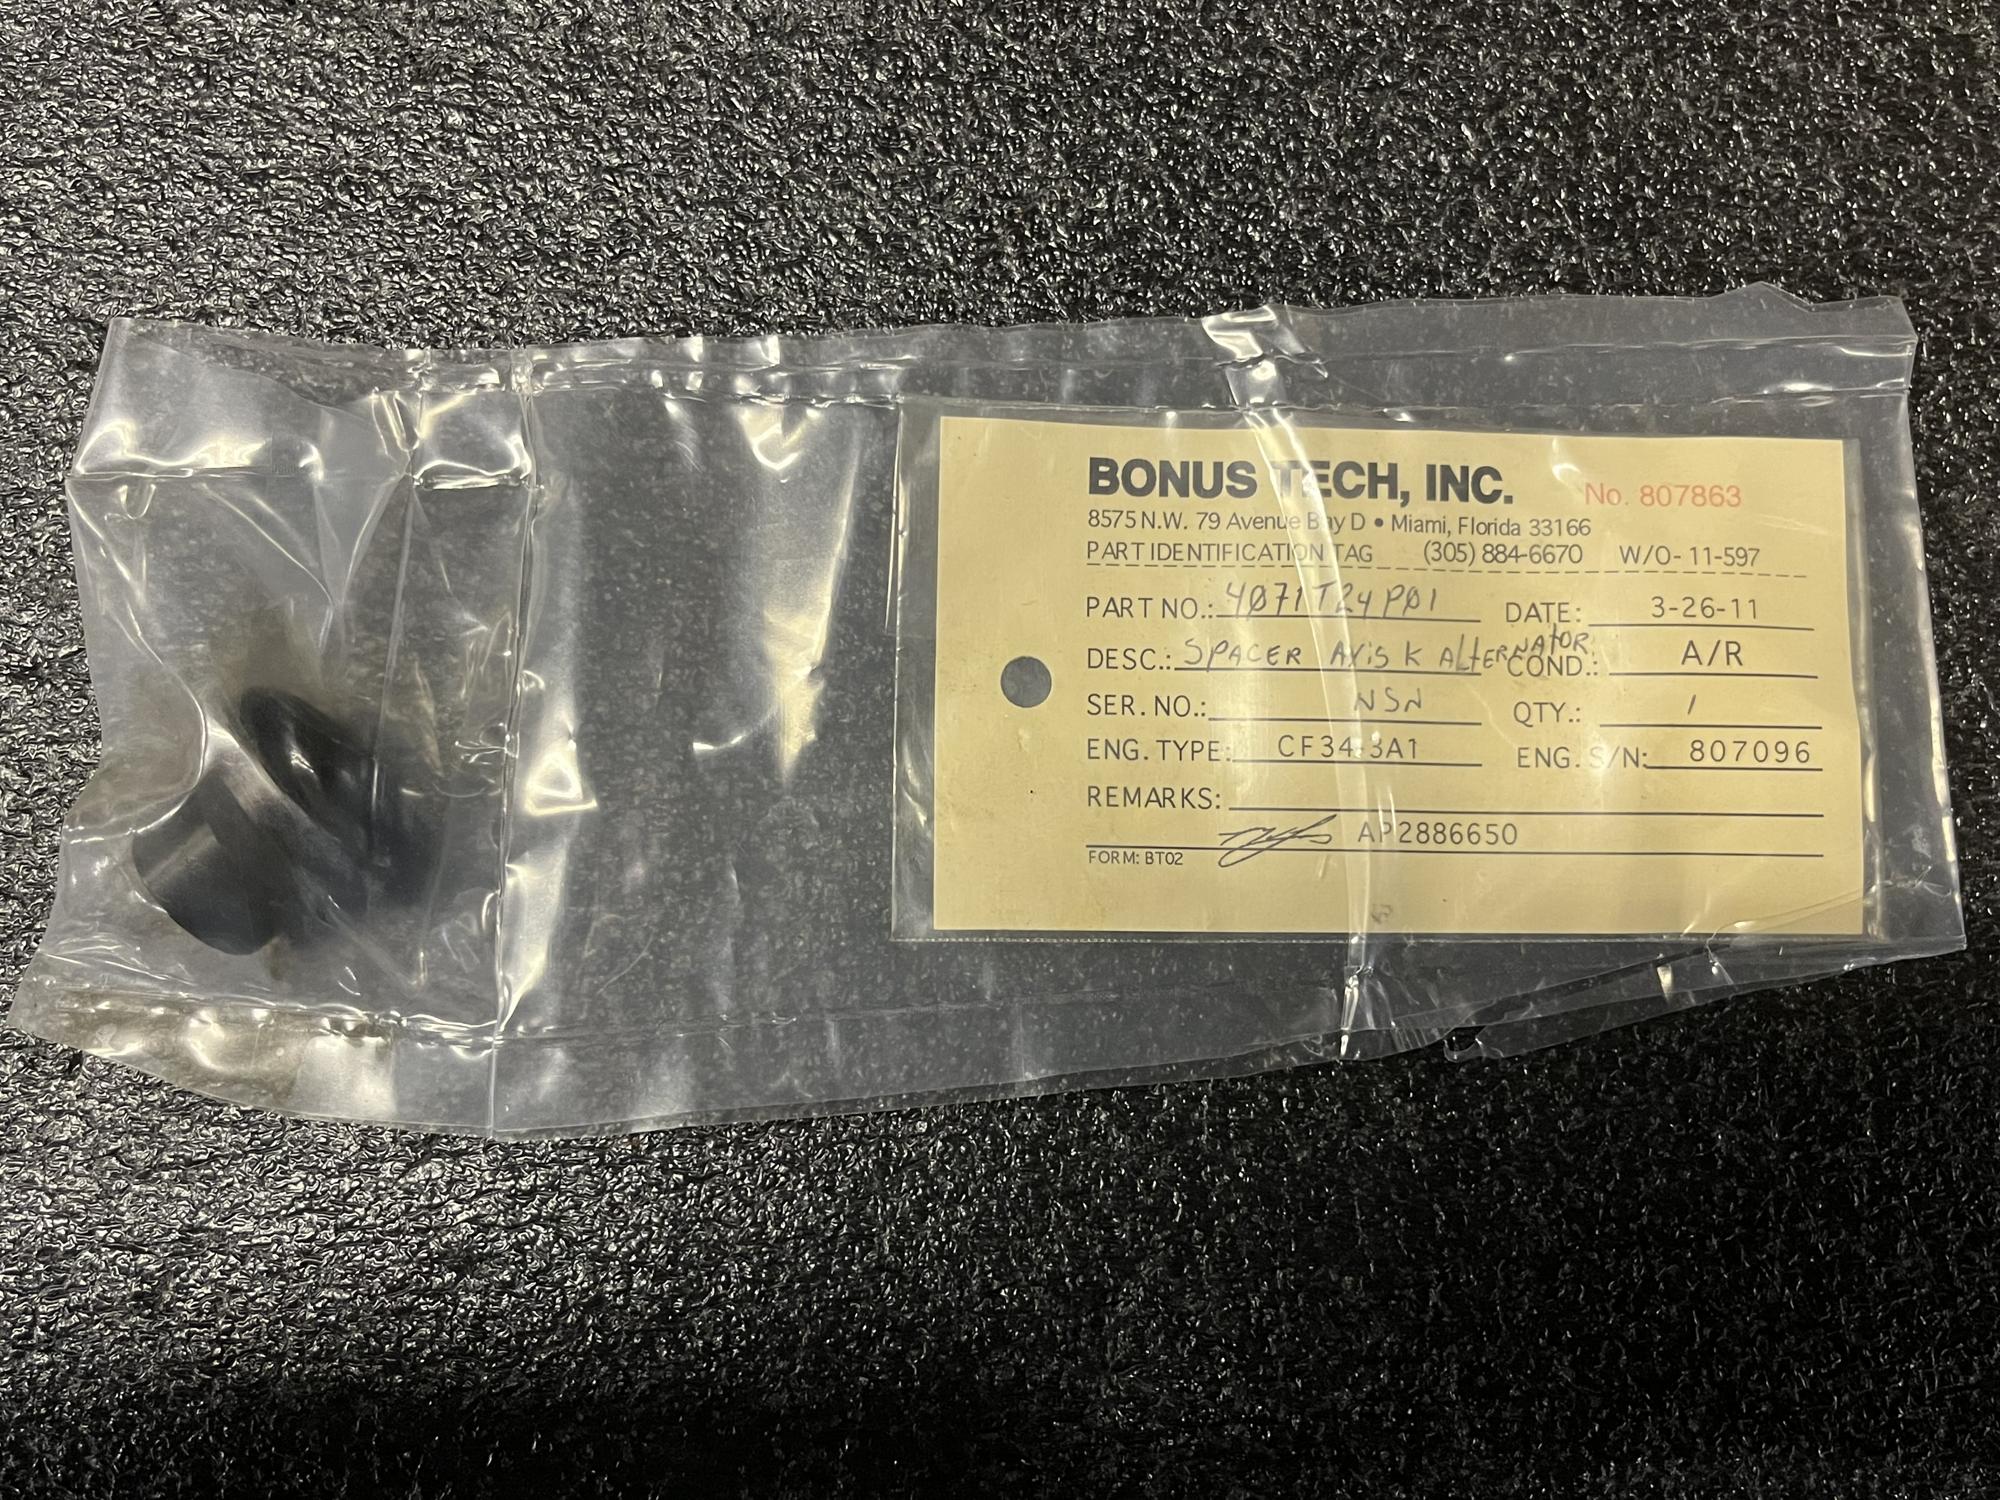 BONUS TECH, INC. No. 807863
8575 N.W. 79 Avenue Bay D • Miami, Florida 33166
PART IDENTIFICATION TAG (305) 884-6670 W/O- 11-597
PART NO.: 4071T24P01 DATE: 3-26-11
DESC.: SPACER AXIS K ALTERNATOR COND.: A/R
SER. NO.: NSN QTY.: 1
ENG. TYPE: CF34-3A1 ENG. S/N: 807096
REMARKS:
AP2886650
FORM: BT02